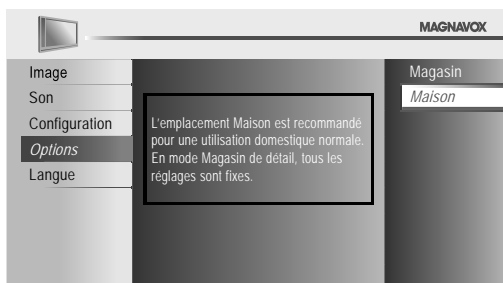 MAGNAVOX
Image
Son
Configuration
Options
Langue
L'emplacement Maison est recommandé
pour une utilisation domestique normale.
En mode Magasin de détail, tous les
réglages sont fixes.
Magasin
Maison